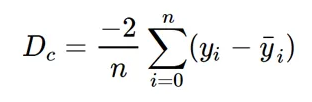 D_c = \frac{-2}{n} \sum_{i=0}^{n} (y_i - \bar{y}_i)